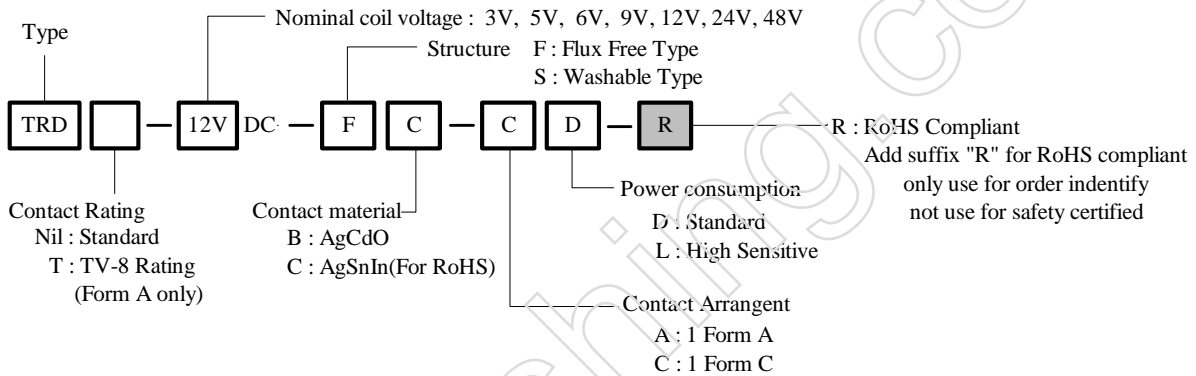 Nominal coil voltage : 3V, 5V, 6V, 9V, 12V, 24V, 48V
Type
Structure F : Flux Free Type
S : Washable Type
TRD 12V DC F C C D R
R : RoHS Compliant
Add suffix "R" for RoHS compliant
only use for order indentify
not use for safety certified
Contact Rating
Nil : Standard
T : TV-8 Rating
(Form A only)
Contact material
B : AgCdO
C : AgSnIn(For RoHS)
Power consumption
D : Standard
L : High Sensitive
Contact Arrangent
A : 1 Form A
C : 1 Form C